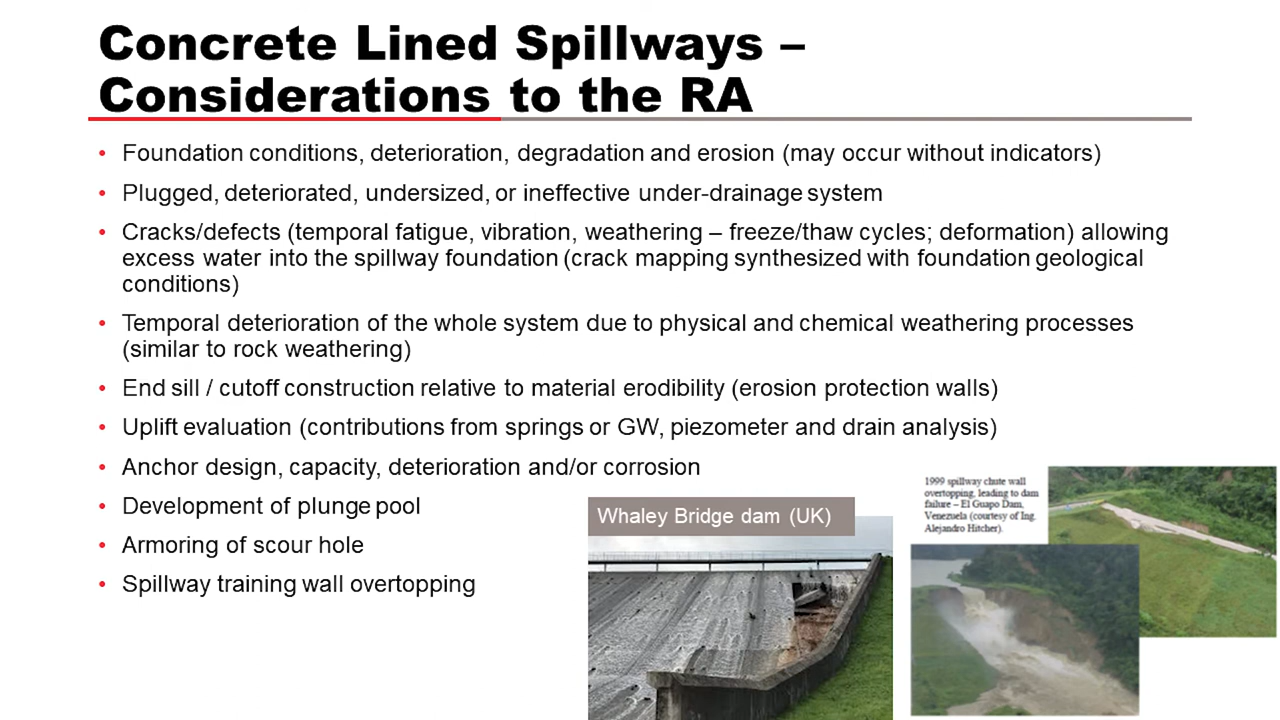 Concrete Lined Spillways –
Considerations to the RA
• Foundation conditions, deterioration, degradation and erosion (may occur without indicators)
• Plugged, deteriorated, undersized, or ineffective under-drainage system
• Cracks/defects (temporal fatigue, vibration, weathering – freeze/thaw cycles; deformation) allowing
excess water into the spillway foundation (crack mapping synthesized with foundation geological
conditions)
• Temporal deterioration of the whole system due to physical and chemical weathering processes
(similar to rock weathering)
• End sill / cutoff construction relative to material erodibility (erosion protection walls)
• Uplift evaluation (contributions from springs or GW, piezometer and drain analysis)
• Anchor design, capacity, deterioration and/or corrosion
• Development of plunge pool
• Armoring of scour hole
• Spillway training wall overtopping
Whaley Bridge dam (UK)
1999 spillway chute wall
overtopping, leading to dam
failure – El Guapo Dam,
Venezuela (courtesy of Ing.
Alejandro Hitcher).